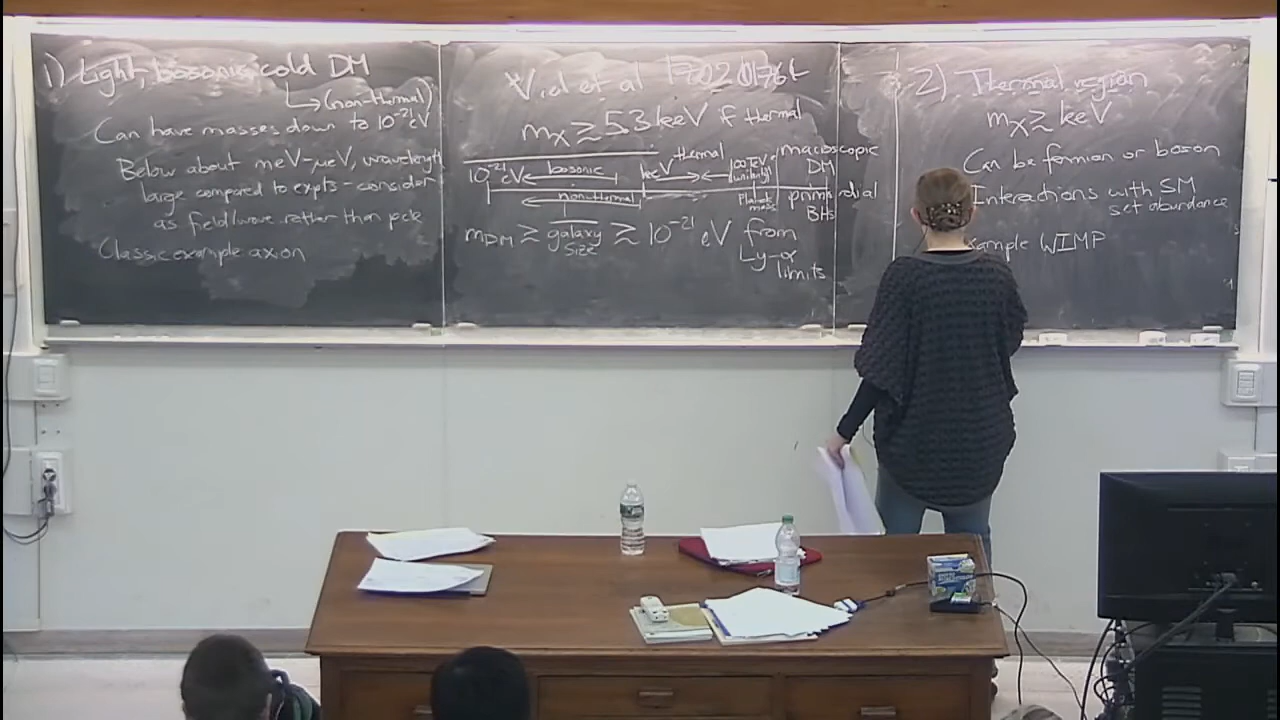 1) Light, bosonic, cold DM
↳(non-thermal)
Can have masses down to 10⁻²¹ eV
Below about meV-μeV, wavelength
large compared to expts - consider
as field/wave rather than pcle
Classic example axion
Viel et al 1702.01764
mχ ≳ 5.3 keV if thermal
10⁻²¹ eV bosonic keV thermal 100 TeV unitarity macroscopic DM
non-thermal Planck mass primordial BHs
m_DM ≳ galaxy size ≳ 10⁻²¹ eV from
Ly-α
limits
2) Thermal region
mχ ≳ keV
Can be fermion or boson
Interactions with SM
set abundance
xample WIMP